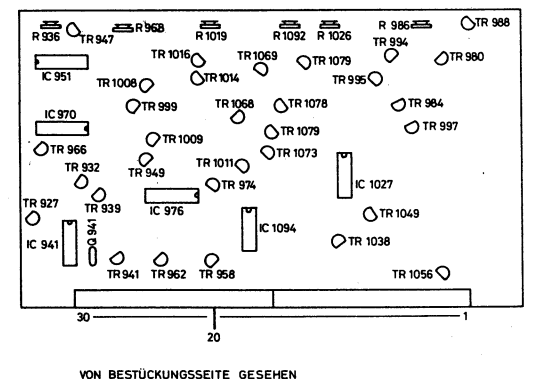 R 936
TR 947
R 968
R 1019
R 1092
R 1026
R 986
TR 988
TR 1016
TR 1069
TR 1079
TR 994
TR 980
IC 951
TR 1008
TR 1014
TR 995
TR 999
TR 1068
TR 1078
TR 984
IC 970
TR 1009
TR 1079
TR 997
TR 966
TR 949
TR 1011
TR 1073
TR 932
TR 974
IC 1027
TR 939
IC 976
TR 927
Q 941
IC 1094
TR 1049
IC 941
TR 1038
TR 941
TR 962
TR 958
TR 1056
30
20
1
VON BESTÜCKUNGSSEITE GESEHEN